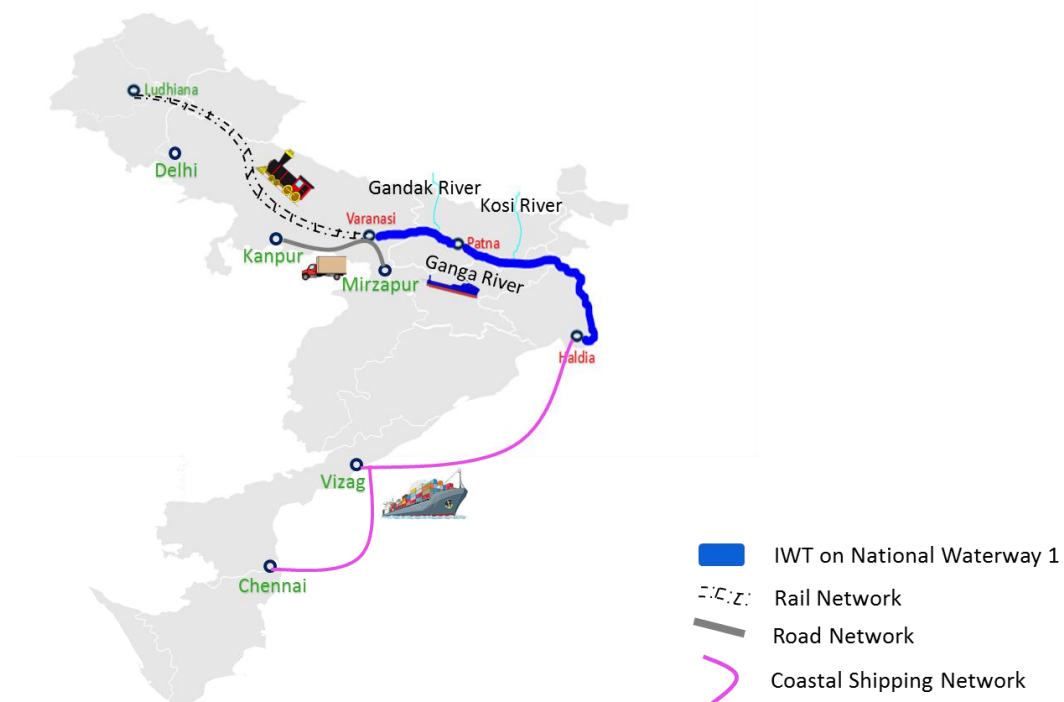 Ludhiana
Delhi
Gandak River
Kosi River
Varanasi
Patna
Kanpur
Ganga River
Mirzapur
Haldia
Vizag
Chennai
IWT on National Waterway 1
Rail Network
Road Network
Coastal Shipping Network